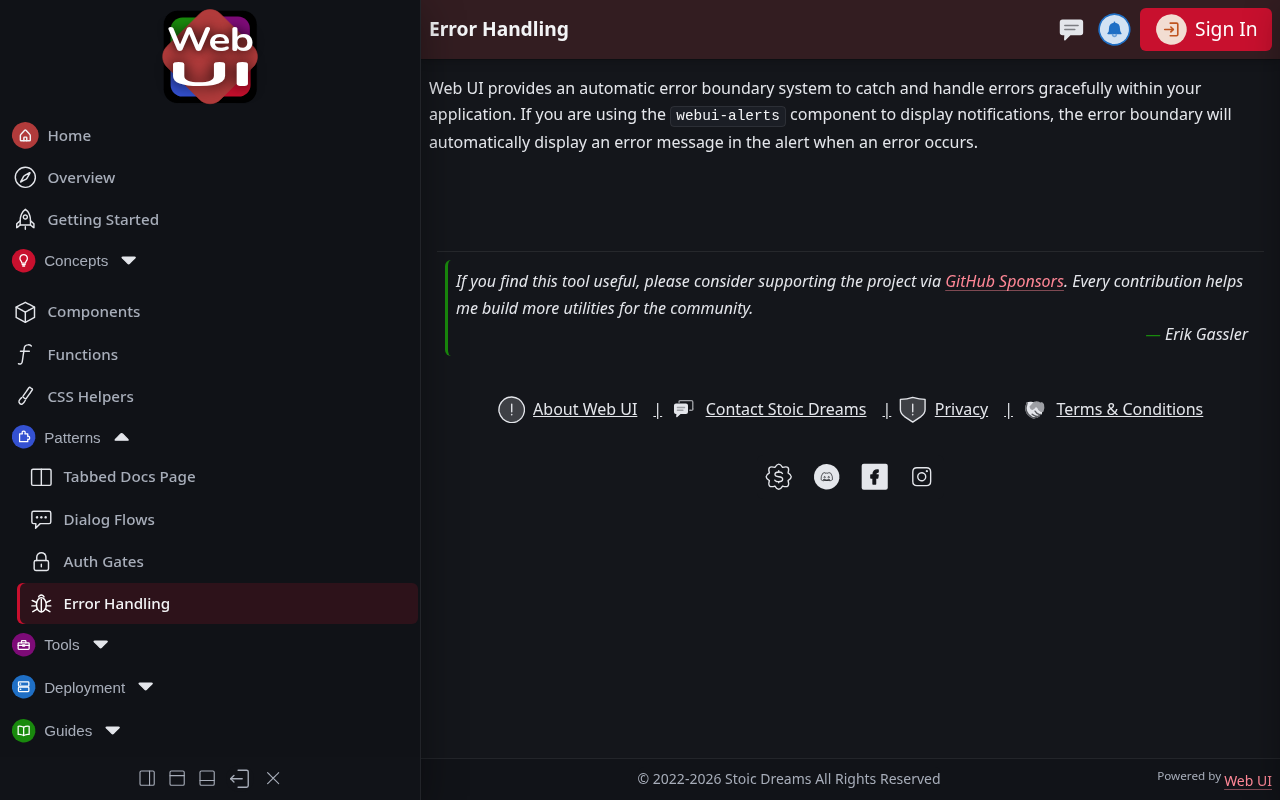 Web UI
Home
Overview
Getting Started
Concepts
Components
Functions
CSS Helpers
Patterns
Tabbed Docs Page
Dialog Flows
Auth Gates
Error Handling
Tools
Deployment
Guides
Error Handling
Sign In
Web UI provides an automatic error boundary system to catch and handle errors gracefully within your
application. If you are using the webui-alerts component to display notifications, the error boundary will
automatically display an error message in the alert when an error occurs.
If you find this tool useful, please consider supporting the project via GitHub Sponsors. Every contribution helps
me build more utilities for the community.
— Erik Gassler
About Web UI | Contact Stoic Dreams | Privacy | Terms & Conditions
© 2022-2026 Stoic Dreams All Rights Reserved
Powered by Web UI